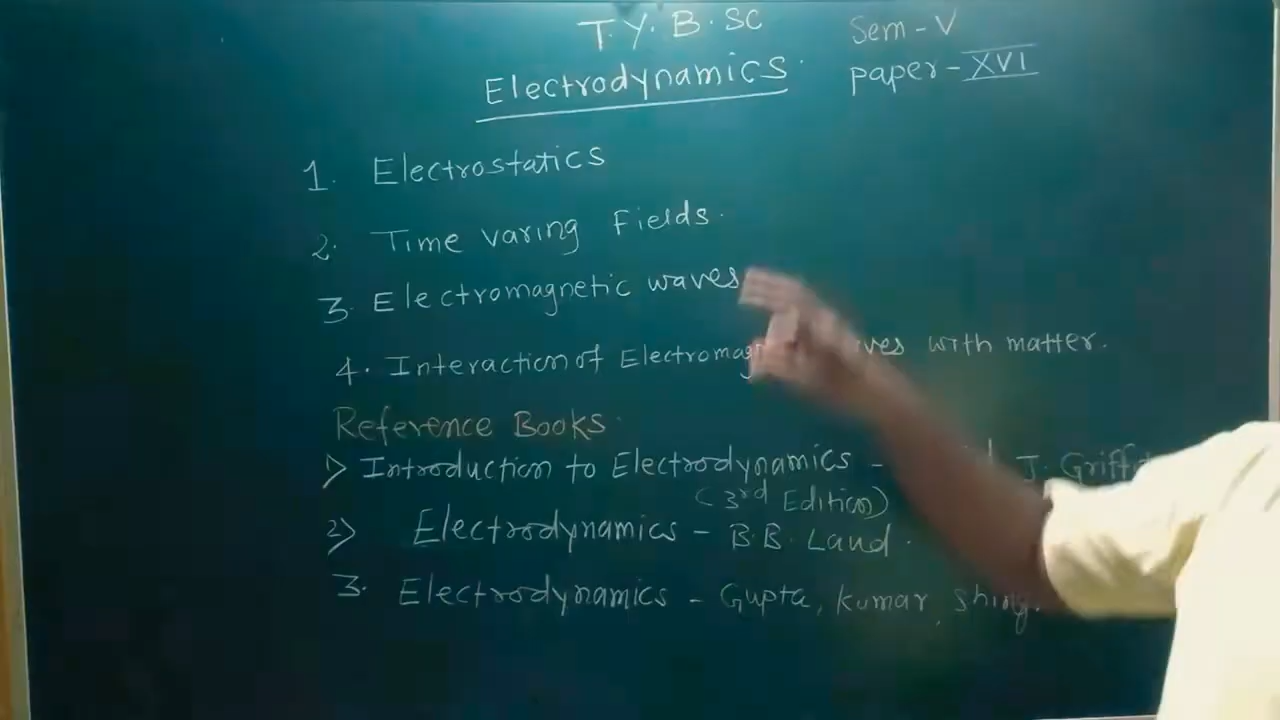 T.Y.B.SC
Sem-V
Electrodynamics.
paper-XVI
1. Electrostatics
2. Time varing Fields.
3. Electromagnetic waves
4. Interaction of Electromag ves with matter.
Reference Books.
1> Introduction to Electrodynamics - J. Griff
(3rd Edition)
2> Electrodynamics - B.B. Laud.
3. Electrodynamics - Gupta, Kumar, Shing.